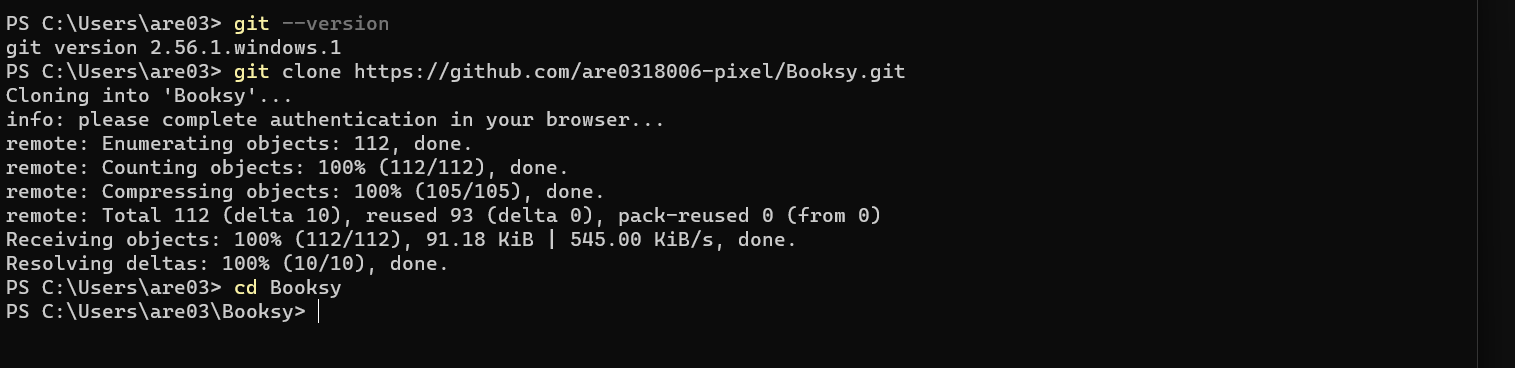 PS C:\Users\are03> git --version
git version 2.56.1.windows.1
PS C:\Users\are03> git clone https://github.com/are0318006-pixel/Booksy.git
Cloning into 'Booksy'...
info: please complete authentication in your browser...
remote: Enumerating objects: 112, done.
remote: Counting objects: 100% (112/112), done.
remote: Compressing objects: 100% (105/105), done.
remote: Total 112 (delta 10), reused 93 (delta 0), pack-reused 0 (from 0)
Receiving objects: 100% (112/112), 91.18 KiB | 545.00 KiB/s, done.
Resolving deltas: 100% (10/10), done.
PS C:\Users\are03> cd Booksy
PS C:\Users\are03\Booksy>